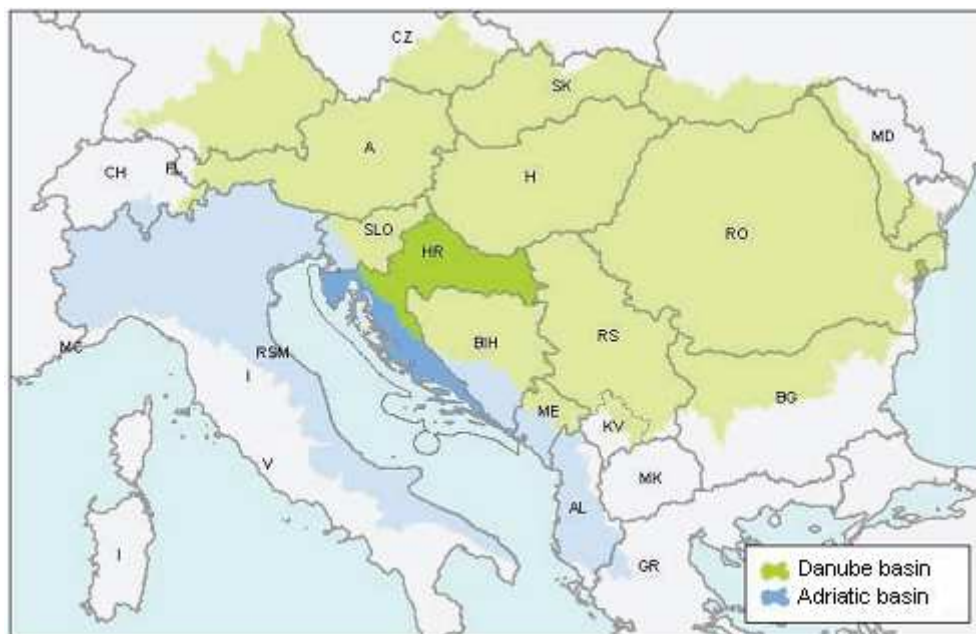 CZ
SK
MD
A
CH
FL
H
SLO
RO
HR
MC
RSM
I
BIH
RS
ME
BG
KV
V
MK
AL
I
GR
Danube basin
Adriatic basin